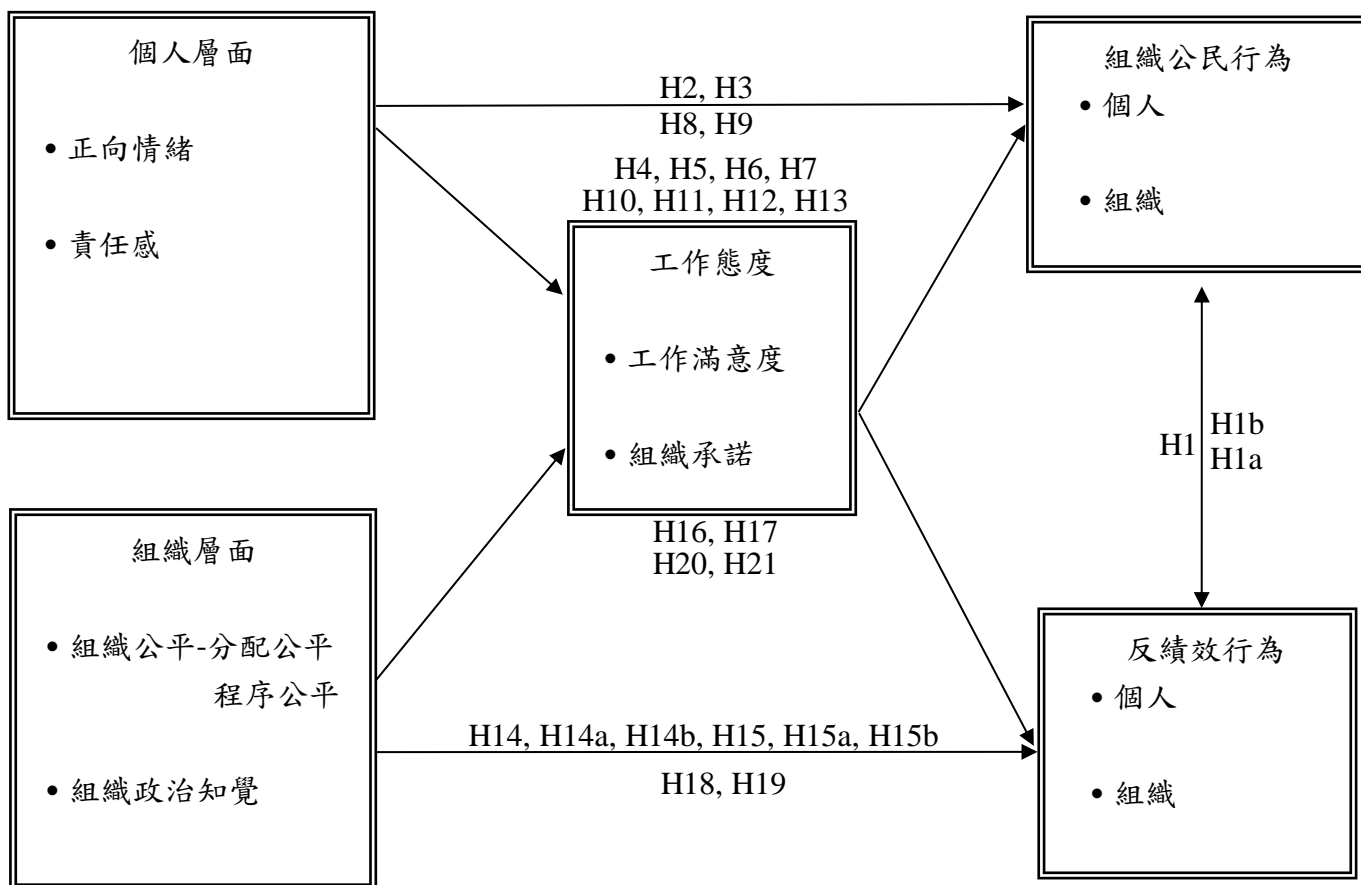 個人層面
• 正向情緒
• 責任感
H2, H3
H8, H9
H4, H5, H6, H7
H10, H11, H12, H13
組織公民行為
• 個人
• 組織
工作態度
• 工作滿意度
• 組織承諾
H16, H17
H20, H21
H1
H1b
H1a
組織層面
• 組織公平-分配公平
程序公平
• 組織政治知覺
H14, H14a, H14b, H15, H15a, H15b
H18, H19
反績效行為
• 個人
• 組織